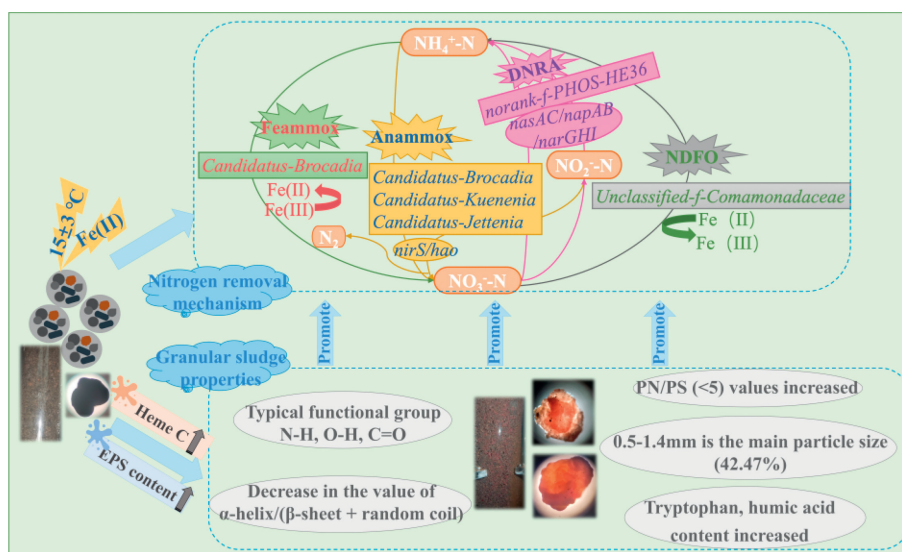 NH₄⁺-N
DNRA
norank-f-PHOS-HE36
nasAC/napAB
/narGHI
Feammox
Anammox
NO₂⁻-N
NDFO
Candidatus-Brocadia
Candidatus-Brocadia
Candidatus-Kuenenia
Candidatus-Jettenia
Unclassified-f-Comamonadaceae
Fe(II)
Fe(III)
Fe (II)
Fe (III)
N₂
nirS/hao
NO₃⁻-N
15±3 °C
Fe(II)
Nitrogen removal
mechanism
Promote
Promote
Promote
Granular sludge
properties
Heme C
EPS content
Typical functional group
N-H, O-H, C=O
Decrease in the value of
α-helix/(β-sheet + random coil)
PN/PS (<5) values increased
0.5-1.4mm is the main particle size
(42.47%)
Tryptophan, humic acid
content increased